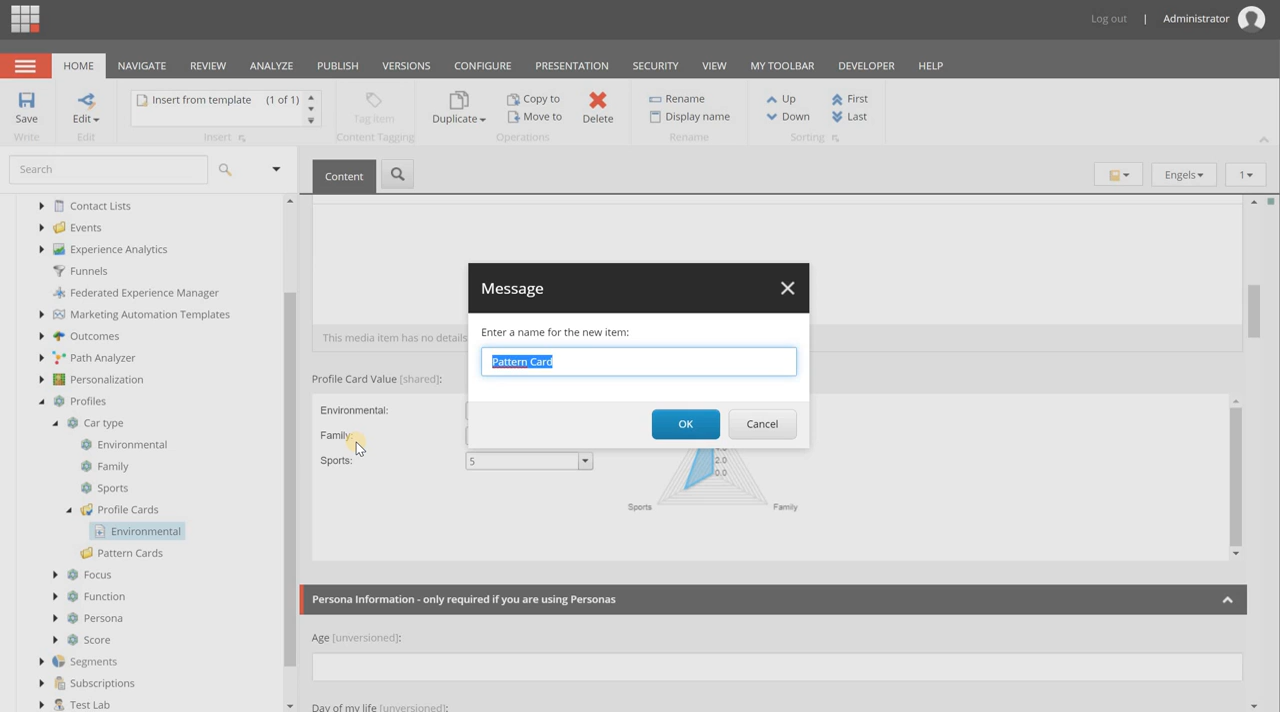 Log out | Administrator
HOME NAVIGATE REVIEW ANALYZE PUBLISH VERSIONS CONFIGURE PRESENTATION SECURITY VIEW MY TOOLBAR DEVELOPER HELP
Save
Write
Edit
Edit
Insert from template (1 of 1)
Insert
Tag item
Content Tagging
Duplicate
Copy to
Move to
Delete
Operations
Rename
Display name
Rename
Up
Down
First
Last
Sorting
Search
Content
Engels
1
Contact Lists
Events
Experience Analytics
Funnels
Federated Experience Manager
Marketing Automation Templates
Outcomes
Path Analyzer
Personalization
Profiles
Car type
Environmental
Family
Sports
Profile Cards
Environmental
Pattern Cards
Focus
Function
Persona
Score
Segments
Subscriptions
Test Lab
This media item has no details
Profile Card Value [shared]:
Environmental:
Family:
Sports:
5
2.0
0.0
Sports
Family
Message
Enter a name for the new item:
Pattern Card
OK
Cancel
Persona Information - only required if you are using Personas
Age [unversioned]:
Day of my life [unversioned]: